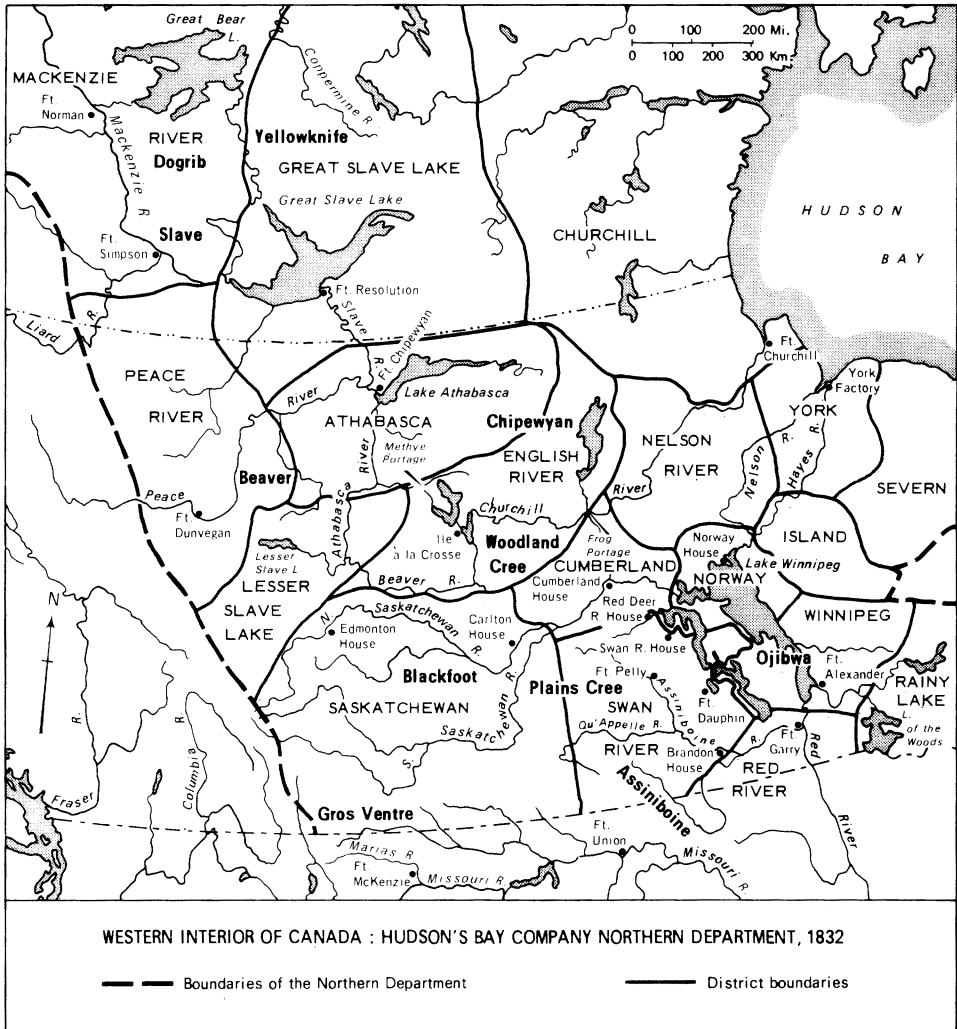 Great Bear
L.
0 100 200 Mi.
0 100 200 300 Km.
MACKENZIE
Coppermine R.
Ft.
Norman
Mackenzie R.
RIVER
Dogrib
Yellowknife
GREAT SLAVE LAKE
Great Slave Lake
HUDSON
BAY
Slave
Ft.
Simpson
CHURCHILL
Ft. Resolution
Slave R.
Liard R.
Ft. Chipewyan
Ft.
Churchill
PEACE
RIVER
River
Lake Athabasca
York
Factory
ATHABASCA
Chipewyan
YORK
Methye
Portage
ENGLISH
RIVER
NELSON
RIVER
Nelson R.
Hayes R.
Beaver
River
SEVERN
Peace
Ft.
Dunvegan
Athabasca River
Churchill
Ile
à la Crosse
Woodland
Cree
Frog
Portage
Norway
House
ISLAND
Lake Winnipeg
Lesser
Slave L.
LESSER
SLAVE
LAKE
Beaver R.
CUMBERLAND
Cumberland
House
NORWAY
Red Deer
R. House
WINNIPEG
N
N. Saskatchewan R.
Edmonton
House
Carlton
House
Swan R. House
Ojibwa
Ft.
Alexander
RAINY
LAKE
Blackfoot
Ft. Pelly
Plains Cree
SWAN
Assiniboine R.
Ft.
Dauphin
L.
of the
Woods
SASKATCHEWAN
S. Saskatchewan R.
Qu'Appelle R.
RIVER
Brandon
House
Ft.
Garry
Red River
RED
RIVER
R.
Columbia R.
Fraser
Assiniboine
Gros Ventre
Marias R
Ft.
McKenzie
Missouri R.
Ft.
Union
Missouri R.
WESTERN INTERIOR OF CANADA : HUDSON'S BAY COMPANY NORTHERN DEPARTMENT, 1832
Boundaries of the Northern Department
District boundaries